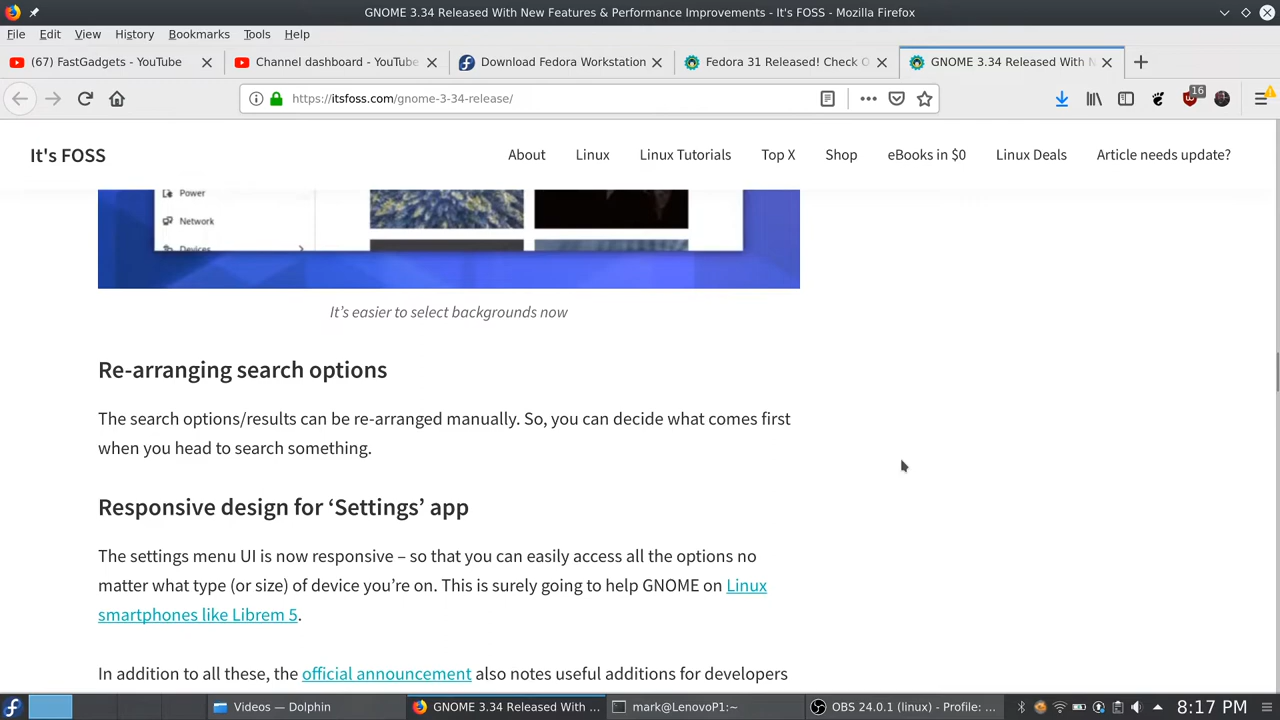 GNOME 3.34 Released With New Features & Performance Improvements - It's FOSS - Mozilla Firefox
File Edit View History Bookmarks Tools Help
(67) FastGadgets - YouTube
Channel dashboard - YouTube
Download Fedora Workstation
Fedora 31 Released! Check O
GNOME 3.34 Released With N
https://itsfoss.com/gnome-3-34-release/
16
It's FOSS
About Linux Linux Tutorials Top X Shop eBooks in $0 Linux Deals Article needs update?
Power
Network
Devices
It’s easier to select backgrounds now
Re-arranging search options
The search options/results can be re-arranged manually. So, you can decide what comes first
when you head to search something.
Responsive design for ‘Settings’ app
The settings menu UI is now responsive – so that you can easily access all the options no
matter what type (or size) of device you’re on. This is surely going to help GNOME on Linux
smartphones like Librem 5.
In addition to all these, the official announcement also notes useful additions for developers
Videos — Dolphin
GNOME 3.34 Released With ...
mark@LenovoP1:~
OBS 24.0.1 (linux) - Profile: ...
8:17 PM